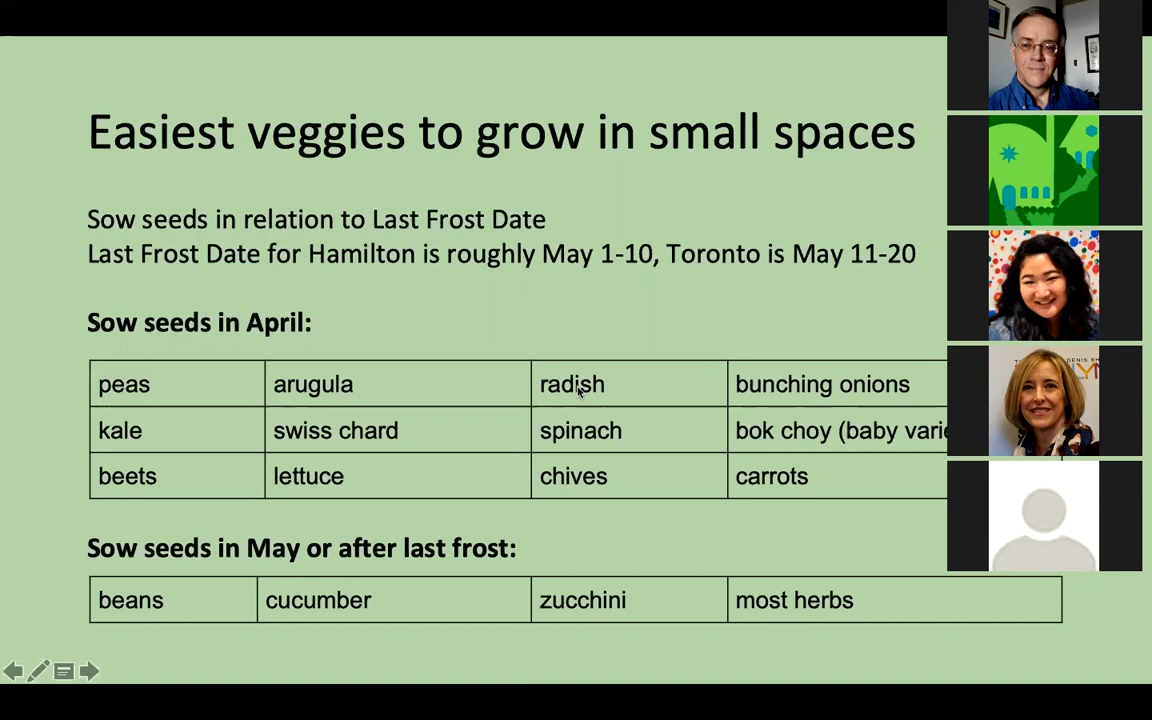 Easiest veggies to grow in small spaces
Sow seeds in relation to Last Frost Date
Last Frost Date for Hamilton is roughly May 1-10, Toronto is May 11-20
Sow seeds in April:
peas arugula radish bunching onions
kale swiss chard spinach bok choy (baby
beets lettuce chives carrots
Sow seeds in May or after last frost:
beans cucumber zucchini most herbs